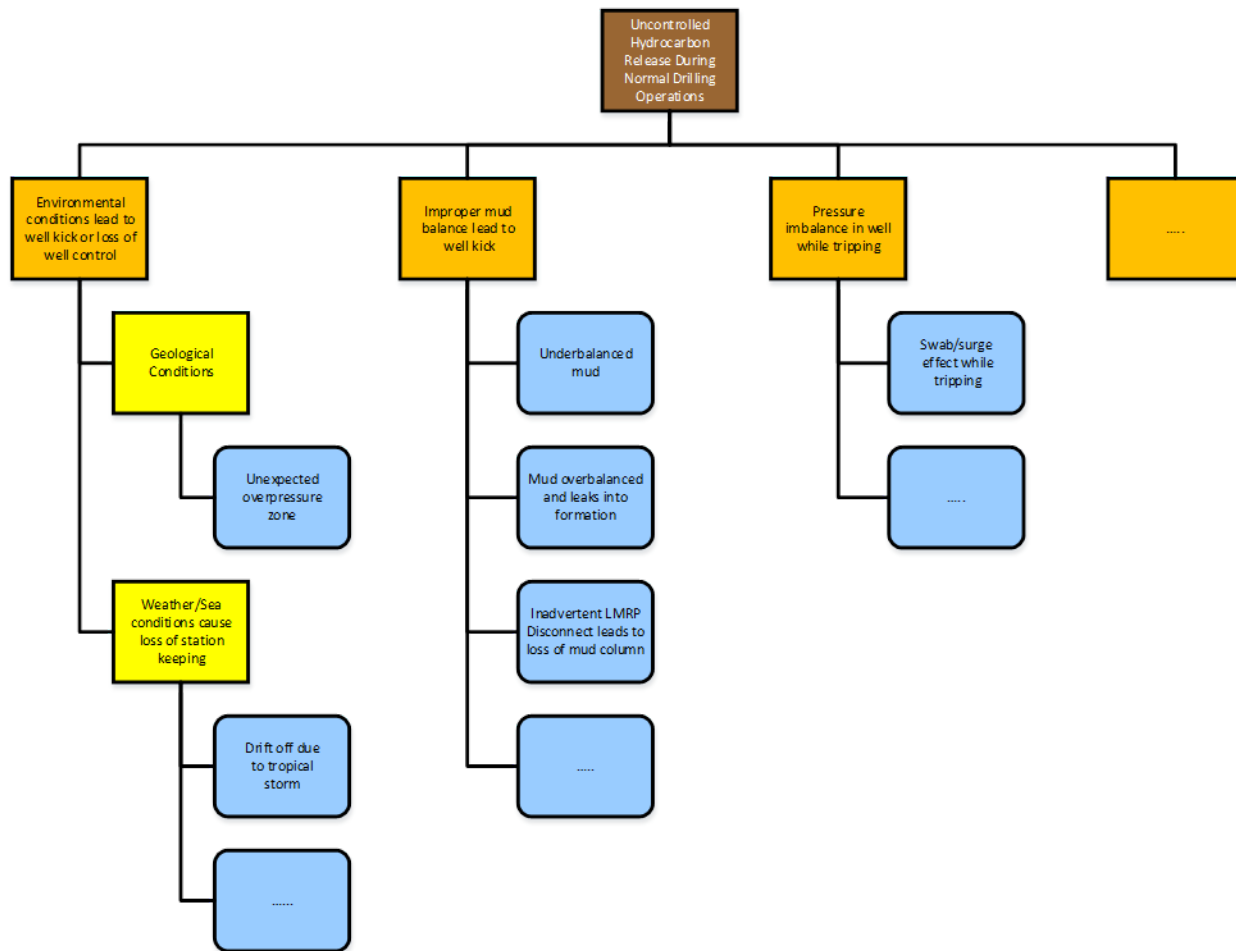 Uncontrolled
Hydrocarbon
Release During
Normal Drilling
Operations
Environmental
conditions lead to
well kick or loss of
well control
Improper mud
balance lead to
well kick
Pressure
imbalance in well
while tripping
.....
Geological
Conditions
Underbalanced
mud
Swab/surge
effect while
tripping
Unexpected
overpressure
zone
Mud overbalanced
and leaks into
formation
.....
Weather/Sea
conditions cause
loss of station
keeping
Inadvertent LMRP
Disconnect leads to
loss of mud column
Drift off due
to tropical
storm
.....
......